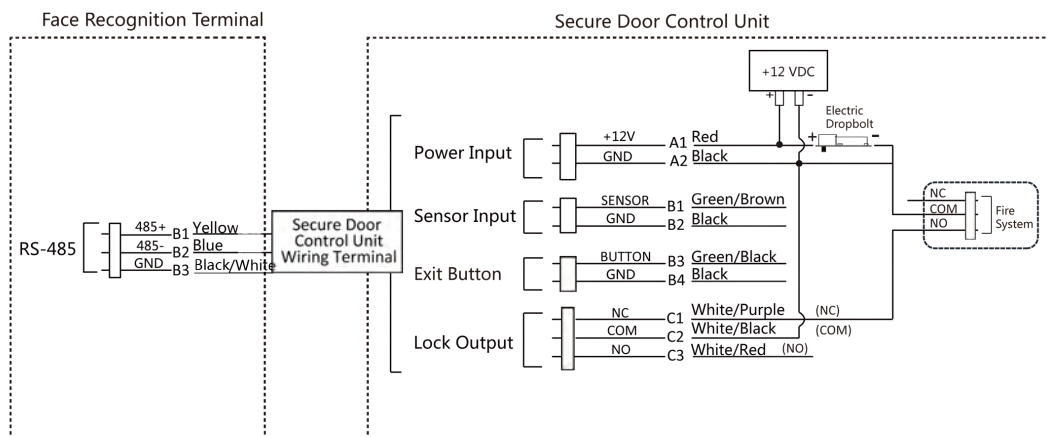 Face Recognition Terminal
Secure Door Control Unit
+12 VDC
+ -
Electric
Dropbolt
+ -
Power Input
+12V A1 Red
GND A2 Black
Sensor Input
SENSOR B1 Green/Brown
GND B2 Black
Exit Button
BUTTON B3 Green/Black
GND B4 Black
Lock Output
NC C1 White/Purple (NC)
COM C2 White/Black (COM)
NO C3 White/Red (NO)
RS-485
485+ B1 Yellow
485- B2 Blue
GND B3 Black/White
Secure Door
Control Unit
Wiring Terminal
NC
COM
NO
Fire
System